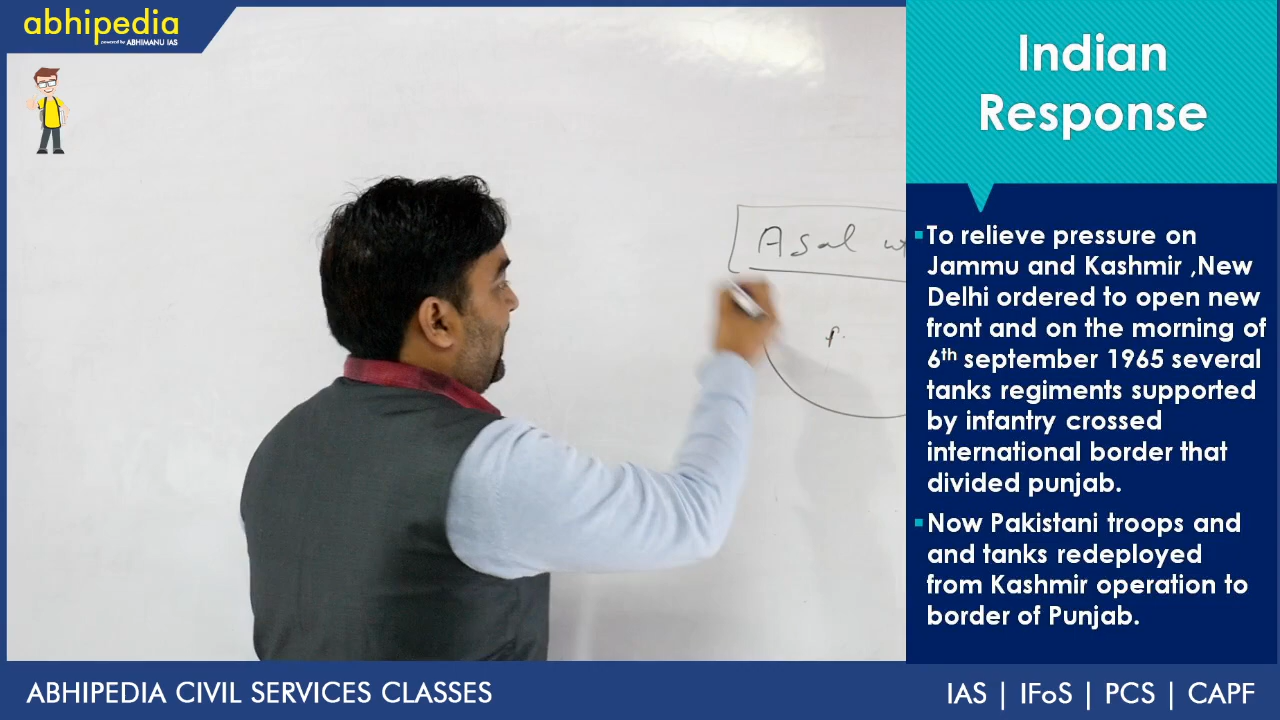 abhipedia
powered by ABHIMANU IAS
Indian
Response
To relieve pressure on
Jammu and Kashmir ,New
Delhi ordered to open new
front and on the morning of
6th september 1965 several
tanks regiments supported
by infantry crossed
international border that
divided punjab.
Now Pakistani troops and
and tanks redeployed
from Kashmir operation to
border of Punjab.
Asal
ABHIPEDIA CIVIL SERVICES CLASSES
IAS | IFoS | PCS | CAPF